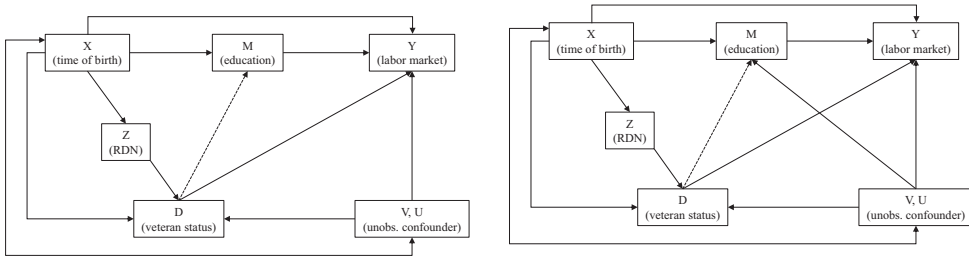 X
(time of birth)
M
(education)
Y
(labor market)
Z
(RDN)
D
(veteran status)
V, U
(unobs. confounder)
X
(time of birth)
M
(education)
Y
(labor market)
Z
(RDN)
D
(veteran status)
V, U
(unobs. confounder)